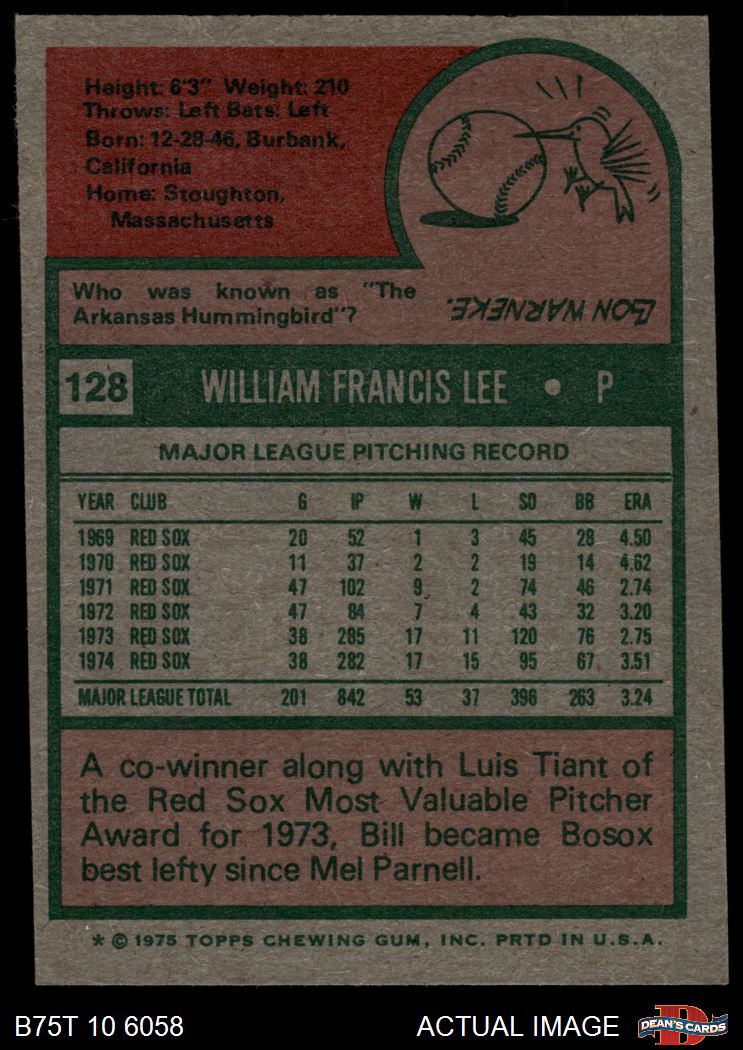 Height: 6'3" Weight: 210
Throws: Left Bats: Left
Born: 12-28-46, Burbank,
California
Home: Stoughton,
Massachusetts
Who was known as "The
Arkansas Hummingbird"?
LON WARNEKE.
128 WILLIAM FRANCIS LEE • P
MAJOR LEAGUE PITCHING RECORD
YEAR CLUB G IP W L SO BB ERA
1969 RED SOX 20 52 1 3 45 28 4.50
1970 RED SOX 11 37 2 2 19 14 4.62
1971 RED SOX 47 102 9 2 74 46 2.74
1972 RED SOX 47 84 7 4 43 32 3.20
1973 RED SOX 38 285 17 11 120 76 2.75
1974 RED SOX 38 282 17 15 95 67 3.51
MAJOR LEAGUE TOTAL 201 842 53 37 396 263 3.24
A co-winner along with Luis Tiant of
the Red Sox Most Valuable Pitcher
Award for 1973, Bill became Bosox
best lefty since Mel Parnell.
* © 1975 TOPPS CHEWING GUM, INC. PRTD IN U.S.A.
B75T 10 6058 ACTUAL IMAGE DEAN'S CARDS